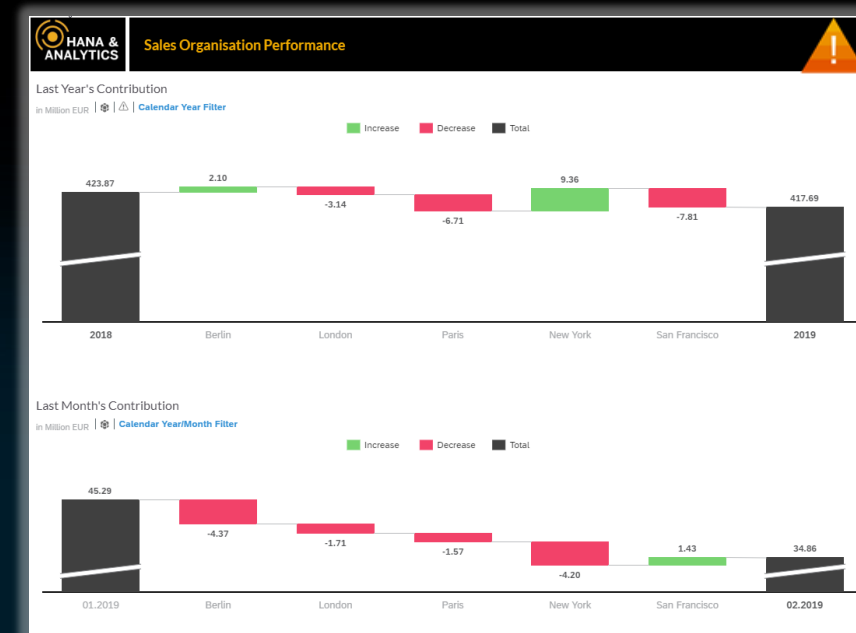 HANA &
ANALYTICS
Sales Organisation Performance
!
Last Year's Contribution
in Million EUR | | | Calendar Year Filter
Increase Decrease Total
423.87 2.10 -3.14 -6.71 9.36 -7.81 417.69
2018 Berlin London Paris New York San Francisco 2019
Last Month's Contribution
in Million EUR | | Calendar Year/Month Filter
Increase Decrease Total
45.29 -4.37 -1.71 -1.57 -4.20 1.43 34.86
01.2019 Berlin London Paris New York San Francisco 02.2019